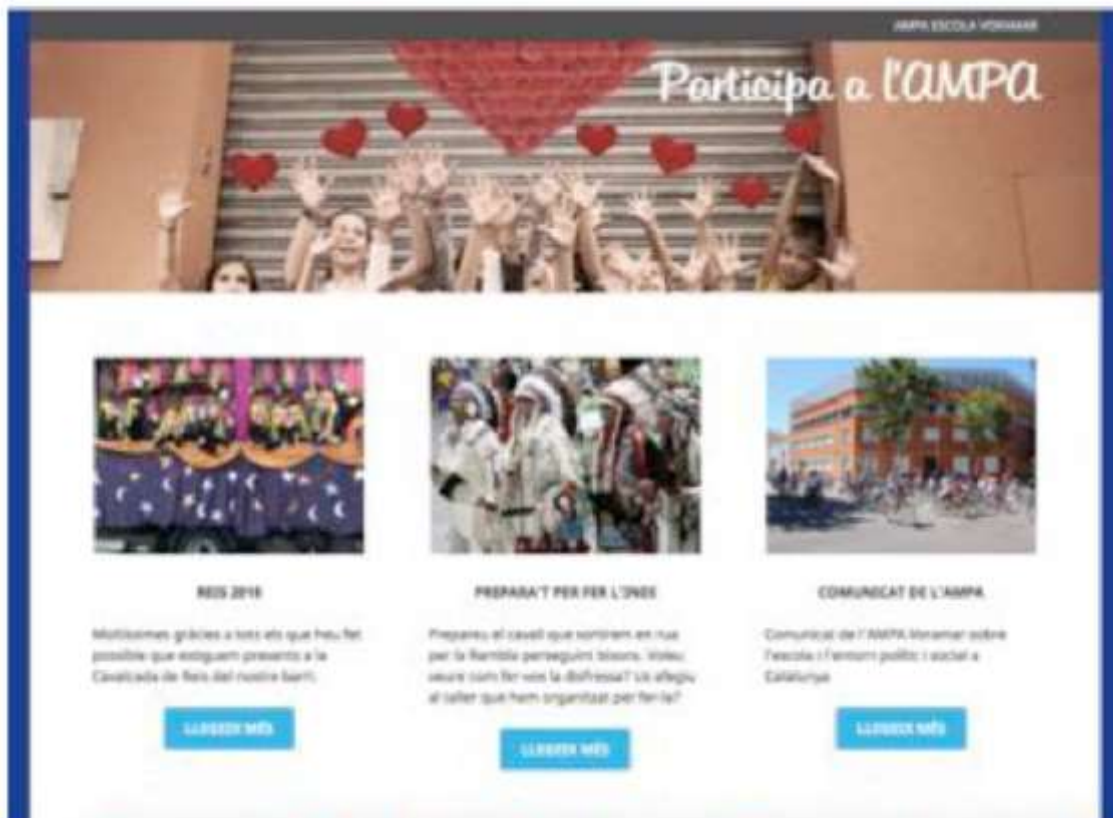 AMPA ESCOLA VORAMAR
Participa a l'AMPA
REIS 2018
Moltíssimes gràcies a tots els que heu fet
possible que estiguem presents a la
Cavalcada de Reis del nostre barri.
LLEGEIX MÉS
PREPARA'T PER FER L'INDI
Prepareu el cavall que sortirem en rua
per la Rambla perseguint bisons. Voleu
veure com fer-vos la disfressa? Us afegiu
al taller que hem organitzat per fer-la?
LLEGEIX MÉS
COMUNICAT DE L'AMPA
Comunicat de l'AMPA Voramar sobre
l'escola i l'entorn polític i social a
Catalunya
LLEGEIX MÉS